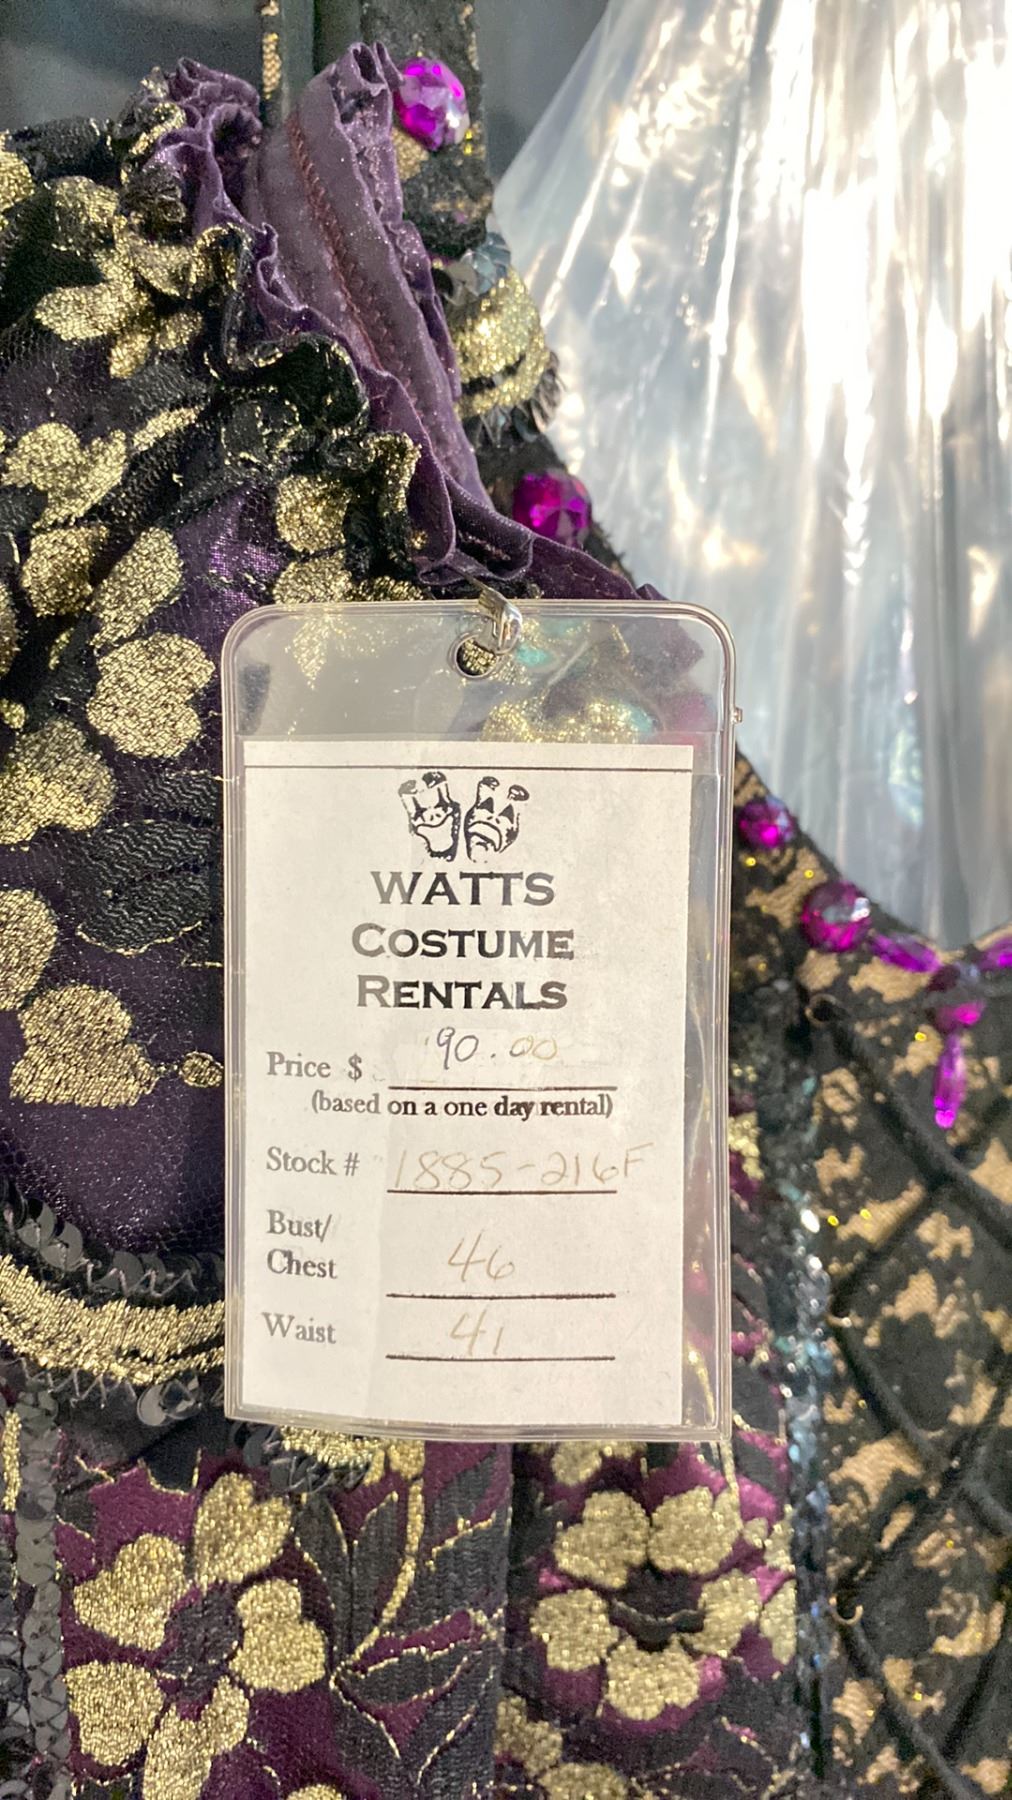 WATTS
COSTUME
RENTALS
Price $ 90.00
(based on a one day rental)
Stock # 1885-216F
Bust/
Chest 46
Waist 41